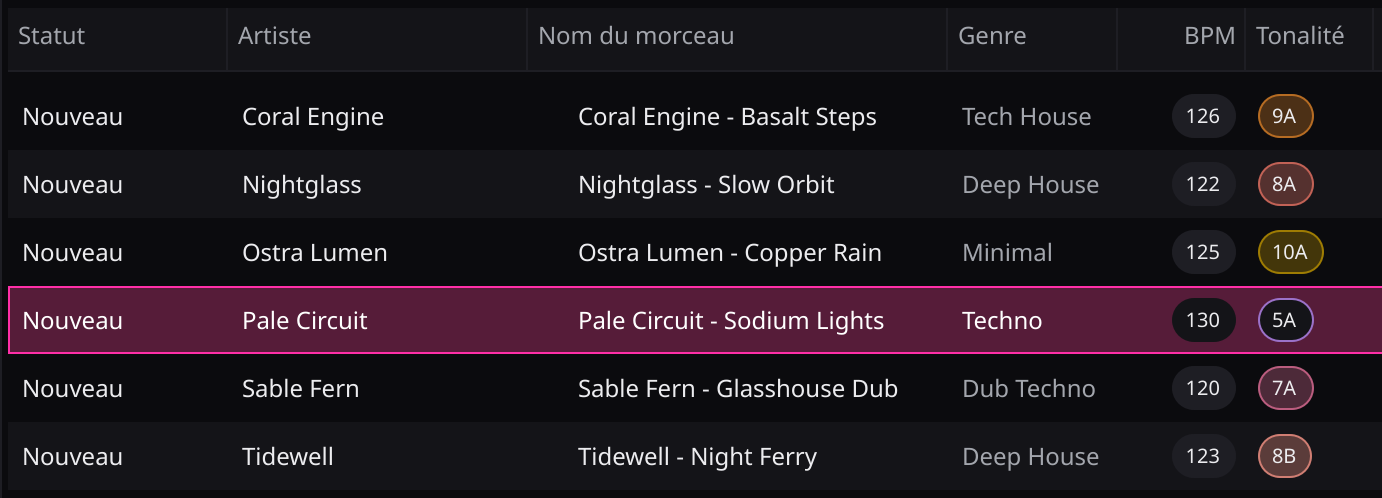 Statut Artiste Nom du morceau Genre BPM Tonalité
Nouveau Coral Engine Coral Engine - Basalt Steps Tech House 126 9A
Nouveau Nightglass Nightglass - Slow Orbit Deep House 122 8A
Nouveau Ostra Lumen Ostra Lumen - Copper Rain Minimal 125 10A
Nouveau Pale Circuit Pale Circuit - Sodium Lights Techno 130 5A
Nouveau Sable Fern Sable Fern - Glasshouse Dub Dub Techno 120 7A
Nouveau Tidewell Tidewell - Night Ferry Deep House 123 8B